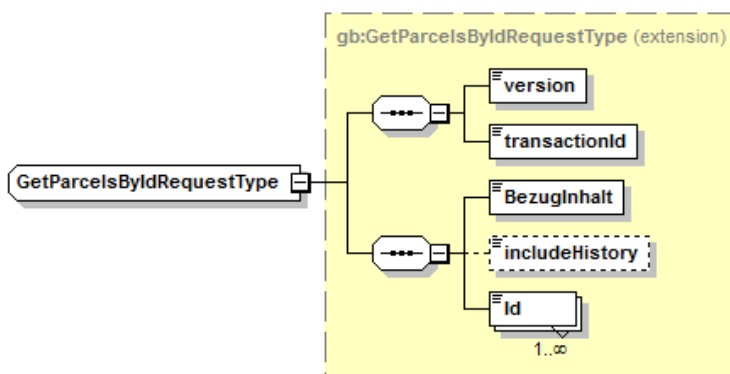 gb:GetParcelsByIdRequestType (extension)
version
transactionId
GetParcelsByIdRequestType
BezugInhalt
includeHistory
Id
1..∞